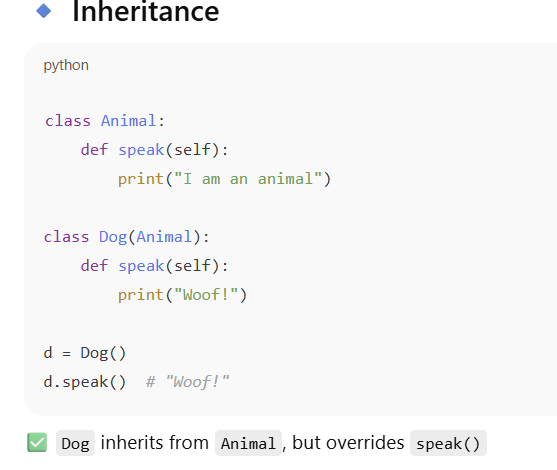 Inheritance
python
class Animal:
    def speak(self):
        print("I am an animal")
class Dog(Animal):
    def speak(self):
        print("Woof!")
d = Dog()
d.speak()  # "Woof!"
✅ Dog inherits from Animal, but overrides speak()